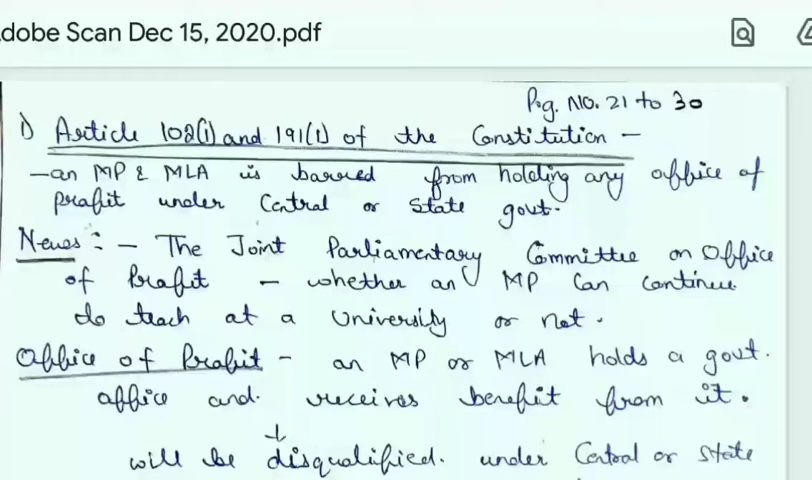 dobe Scan Dec 15, 2020.pdf
Pg. No. 21 to 30
1) Article 102(1) and 191(1) of the Constitution –
– an MP & MLA is barred from holding any office of
profit under Central or State govt.
News: – The Joint Parliamentary Committee on Office
of Profit – whether an MP can continue
to teach at a University or not.
Office of Profit – an MP or MLA holds a govt.
office and receives benefit from it.
↓
will be disqualified. under Central or State